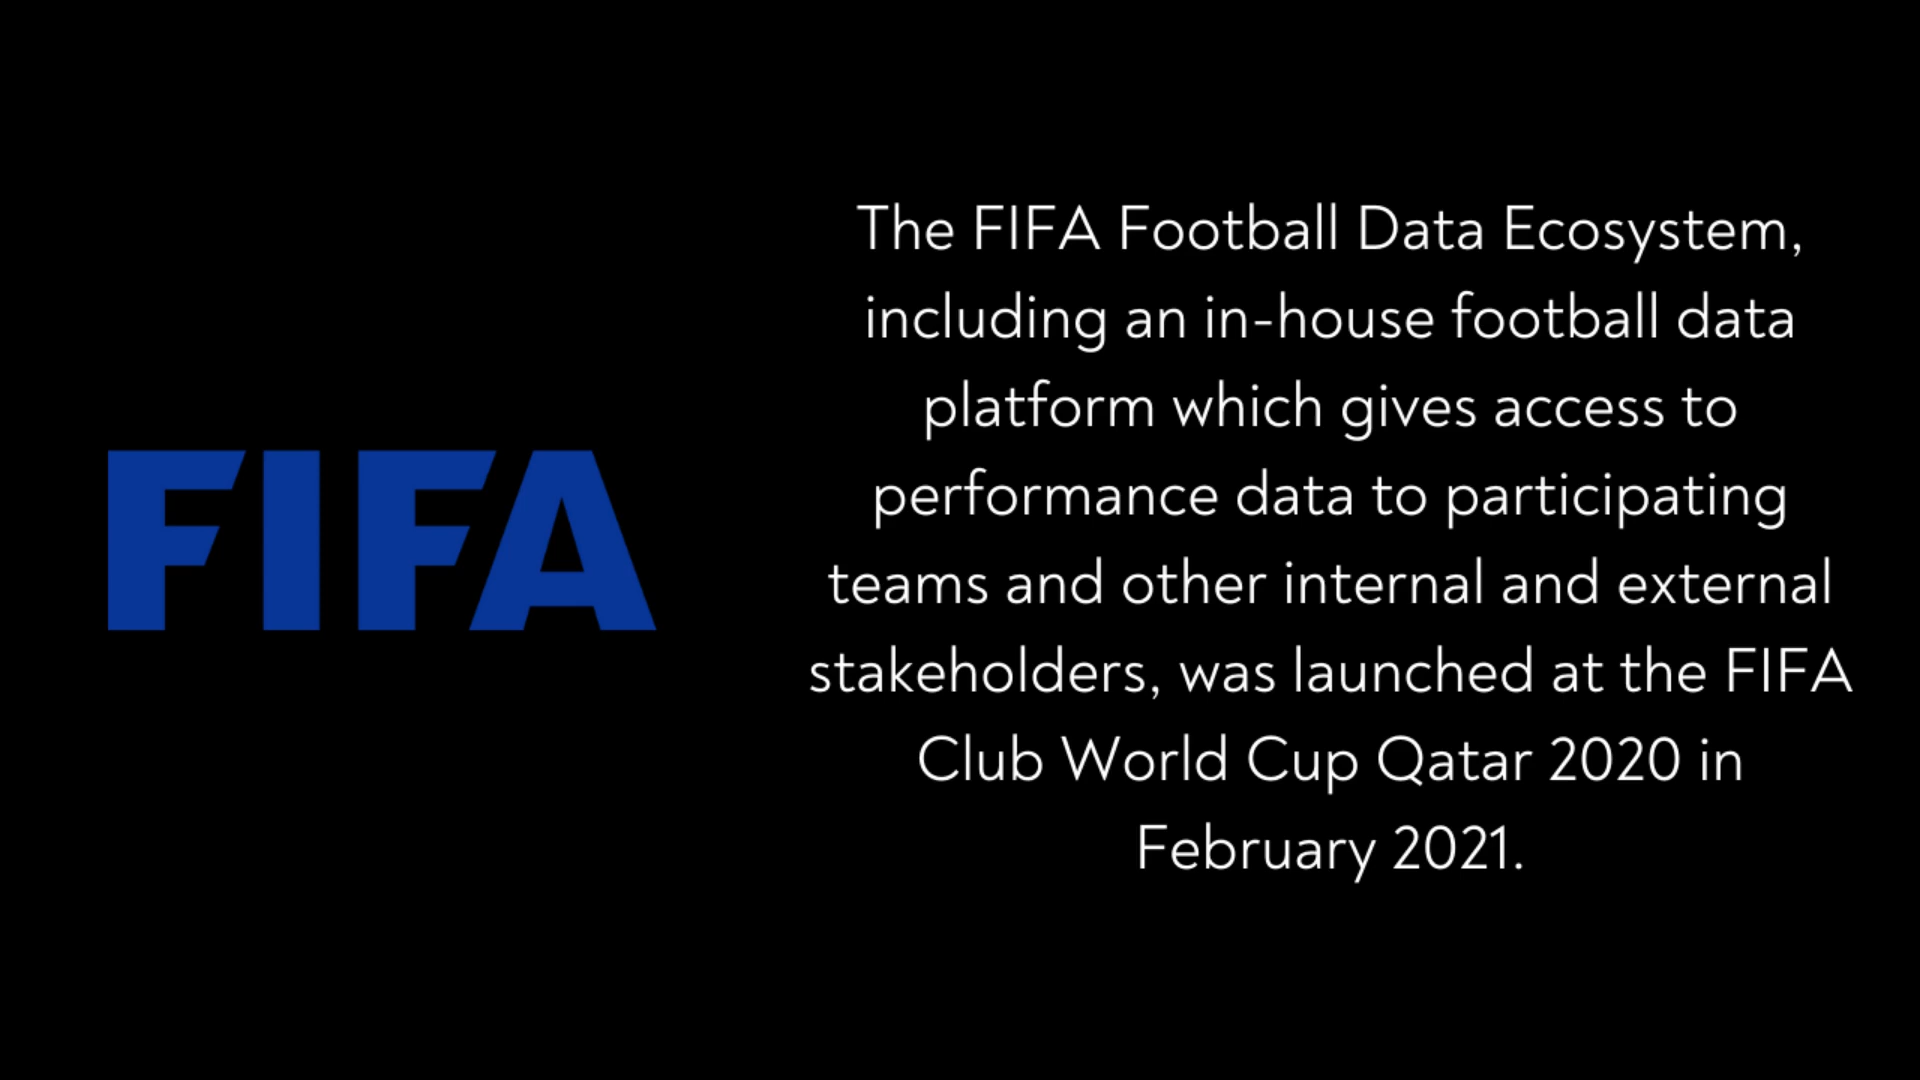 FIFA
The FIFA Football Data Ecosystem,
including an in-house football data
platform which gives access to
performance data to participating
teams and other internal and external
stakeholders, was launched at the FIFA
Club World Cup Qatar 2020 in
February 2021.